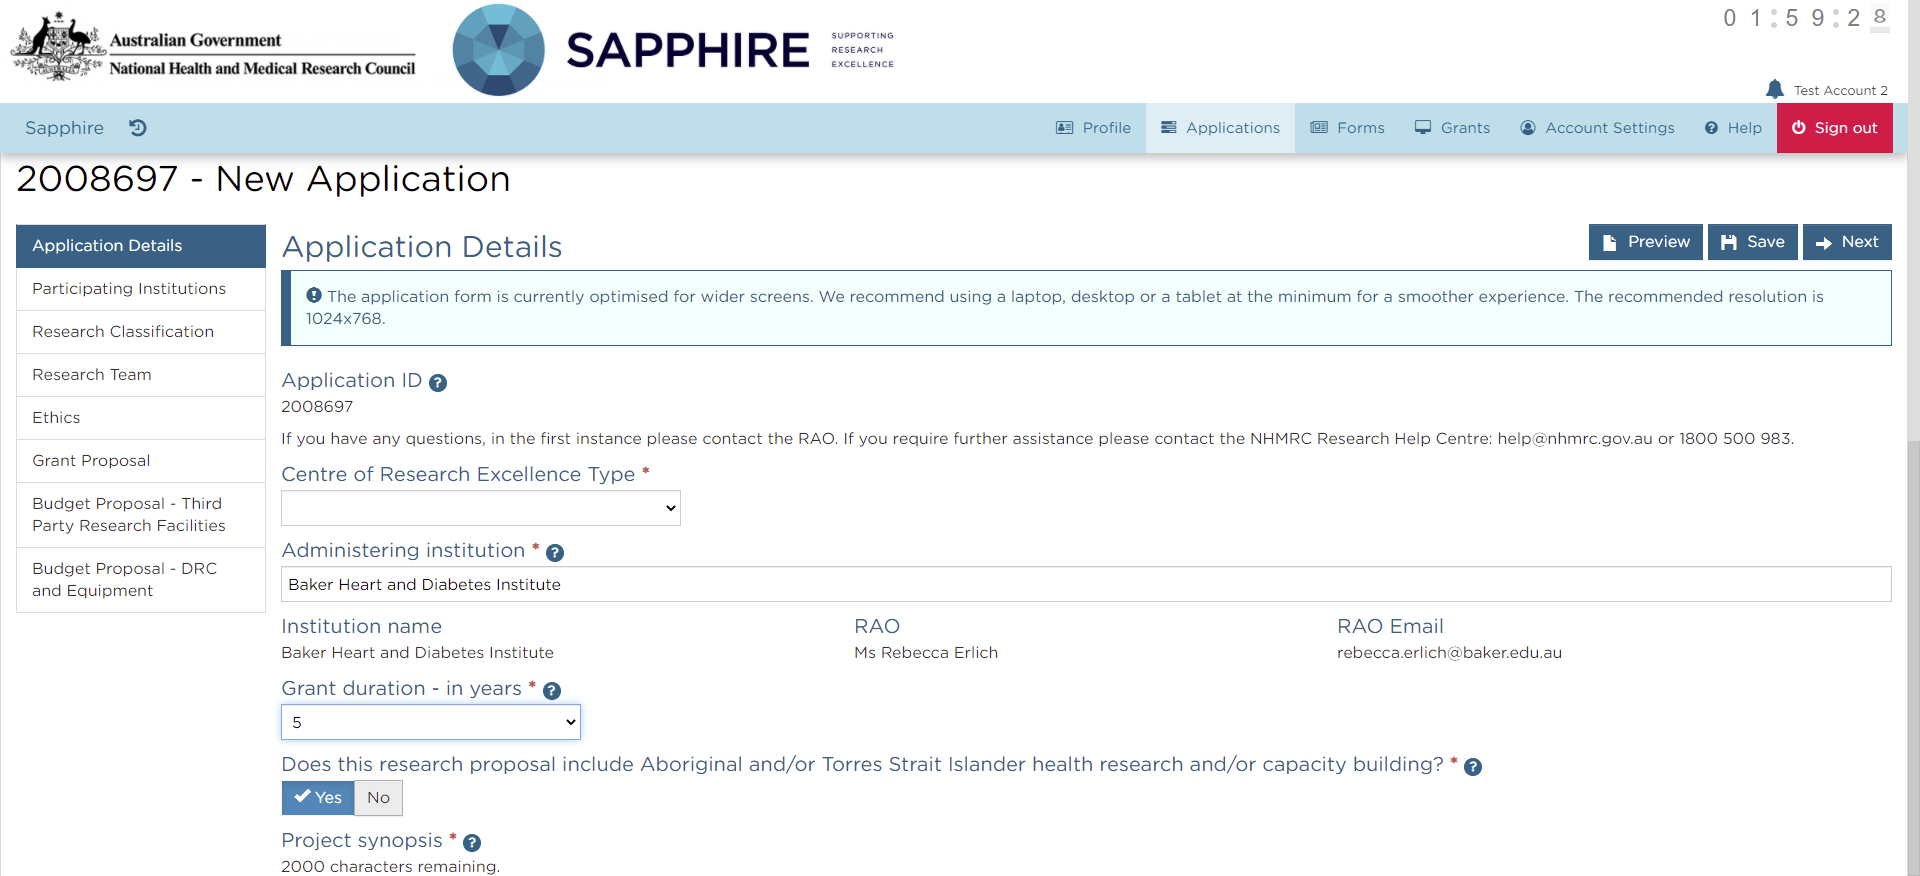 Australian Government
National Health and Medical Research Council
SAPPHIRE
SUPPORTING
RESEARCH
EXCELLENCE
01:59:28
Test Account 2
Sapphire
Profile
Applications
Forms
Grants
Account Settings
Help
Sign out
2008697 - New Application
Application Details
Participating Institutions
Research Classification
Research Team
Ethics
Grant Proposal
Budget Proposal - Third
Party Research Facilities
Budget Proposal - DRC
and Equipment
Application Details
Preview
Save
Next
The application form is currently optimised for wider screens. We recommend using a laptop, desktop or a tablet at the minimum for a smoother experience. The recommended resolution is
1024x768.
Application ID ?
2008697
If you have any questions, in the first instance please contact the RAO. If you require further assistance please contact the NHMRC Research Help Centre: help@nhmrc.gov.au or 1800 500 983.
Centre of Research Excellence Type *
Administering institution * ?
Baker Heart and Diabetes Institute
Institution name
Baker Heart and Diabetes Institute
RAO
Ms Rebecca Erlich
RAO Email
rebecca.erlich@baker.edu.au
Grant duration - in years * ?
5
Does this research proposal include Aboriginal and/or Torres Strait Islander health research and/or capacity building? * ?
Yes
No
Project synopsis * ?
2000 characters remaining.